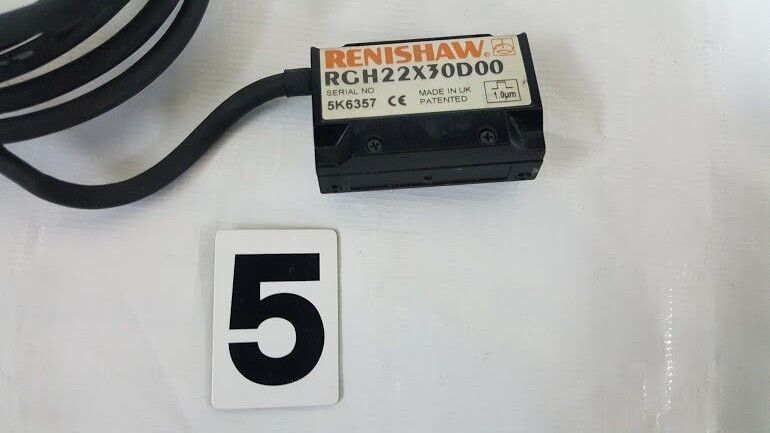 RENISHAW.
RGH22X30D00
SERIAL NO
5K6357 CE
MADE IN UK
PATENTED
1.0µm
5